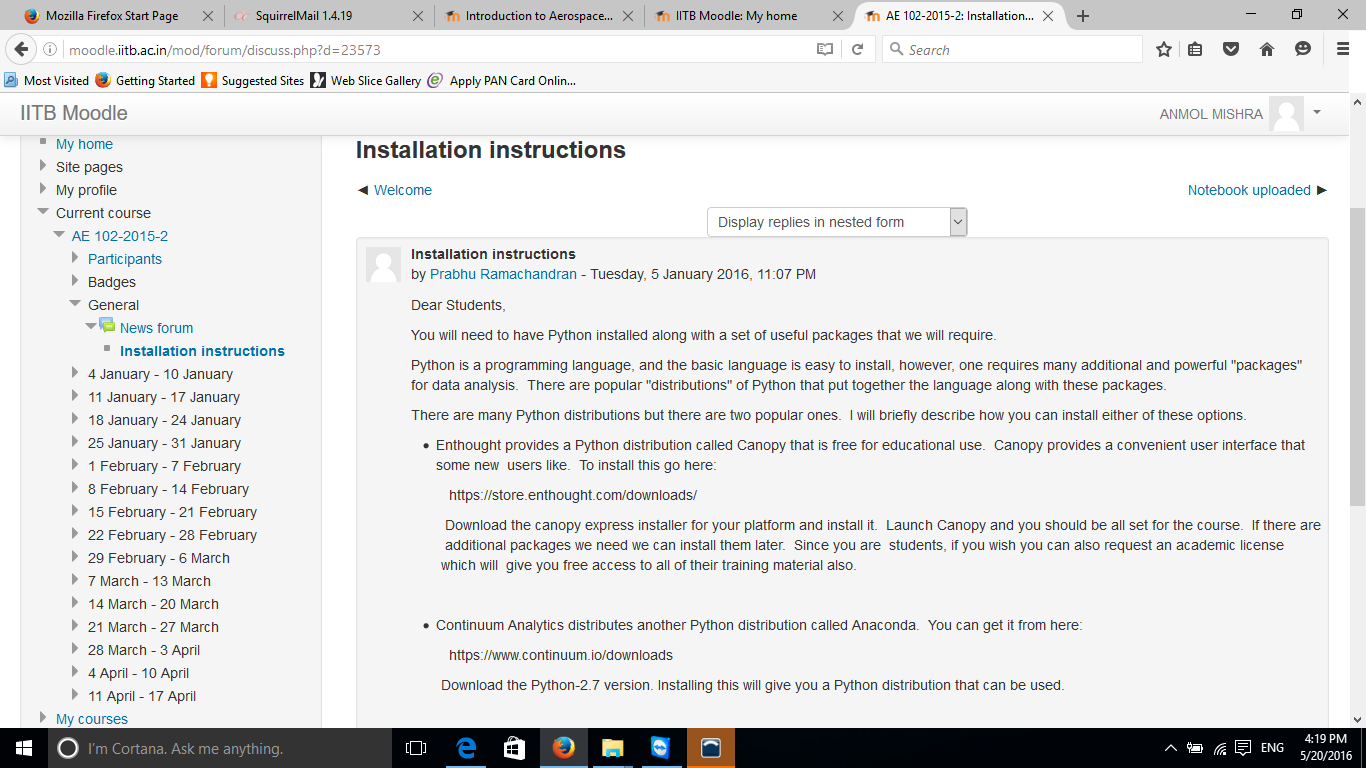 Mozilla Firefox Start Page
SquirrelMail 1.4.19
Introduction to Aerospace...
IITB Moodle: My home
AE 102-2015-2: Installation...
moodle.iitb.ac.in/mod/forum/discuss.php?d=23573
Search
Most Visited
Getting Started
Suggested Sites
Web Slice Gallery
Apply PAN Card Onlin...
IITB Moodle
ANMOL MISHRA
My home
Site pages
My profile
Current course
AE 102-2015-2
Participants
Badges
General
News forum
Installation instructions
4 January - 10 January
11 January - 17 January
18 January - 24 January
25 January - 31 January
1 February - 7 February
8 February - 14 February
15 February - 21 February
22 February - 28 February
29 February - 6 March
7 March - 13 March
14 March - 20 March
21 March - 27 March
28 March - 3 April
4 April - 10 April
11 April - 17 April
My courses
Installation instructions
◄ Welcome
Notebook uploaded ►
Display replies in nested form
Installation instructions
by Prabhu Ramachandran - Tuesday, 5 January 2016, 11:07 PM
Dear Students,
You will need to have Python installed along with a set of useful packages that we will require.
Python is a programming language, and the basic language is easy to install, however, one requires many additional and powerful "packages"
for data analysis.  There are popular "distributions" of Python that put together the language along with these packages.
There are many Python distributions but there are two popular ones.  I will briefly describe how you can install either of these options.
• Enthought provides a Python distribution called Canopy that is free for educational use.  Canopy provides a convenient user interface that
some new  users like.  To install this go here:
https://store.enthought.com/downloads/
Download the canopy express installer for your platform and install it.  Launch Canopy and you should be all set for the course.  If there are
additional packages we need we can install them later.  Since you are  students, if you wish you can also request an academic license
which will  give you free access to all of their training material also.
• Continuum Analytics distributes another Python distribution called Anaconda.  You can get it from here:
https://www.continuum.io/downloads
Download the Python-2.7 version. Installing this will give you a Python distribution that can be used.
I'm Cortana. Ask me anything.
ENG
4:19 PM
5/20/2016